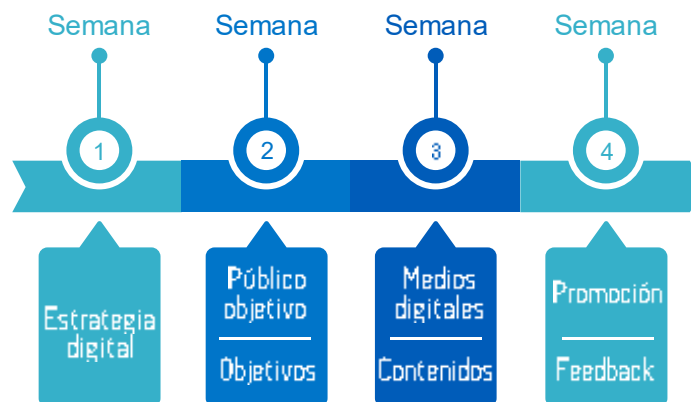 Semana Semana Semana Semana
1 2 3 4
Estrategia
digital
Público
objetivo
Objetivos
Medios
digitales
Contenidos
Promoción
Feedback